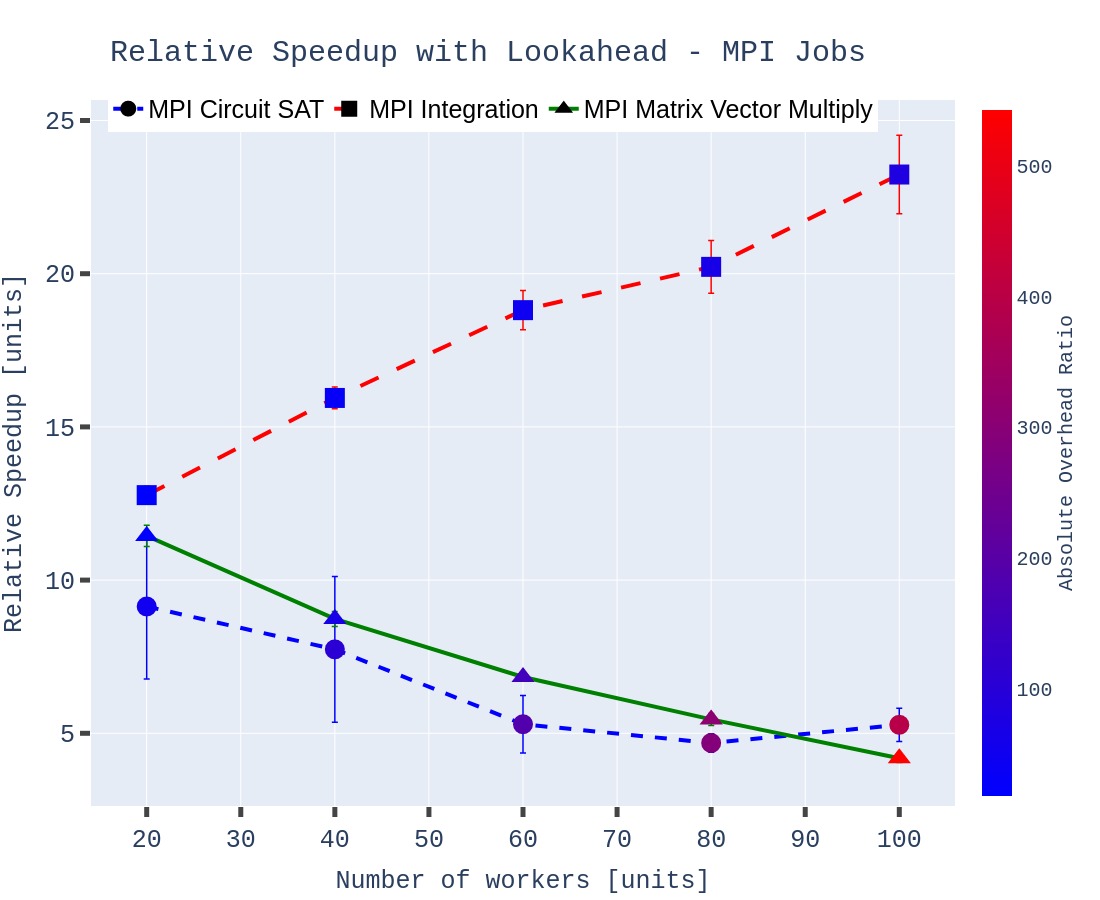 Relative Speedup with Lookahead - MPI Jobs
MPI Circuit SAT MPI Integration MPI Matrix Vector Multiply
25
20
15
10
5
Relative Speedup [units]
20 30 40 50 60 70 80 90 100
Number of workers [units]
500
400
300
200
100
Absolute Overhead Ratio